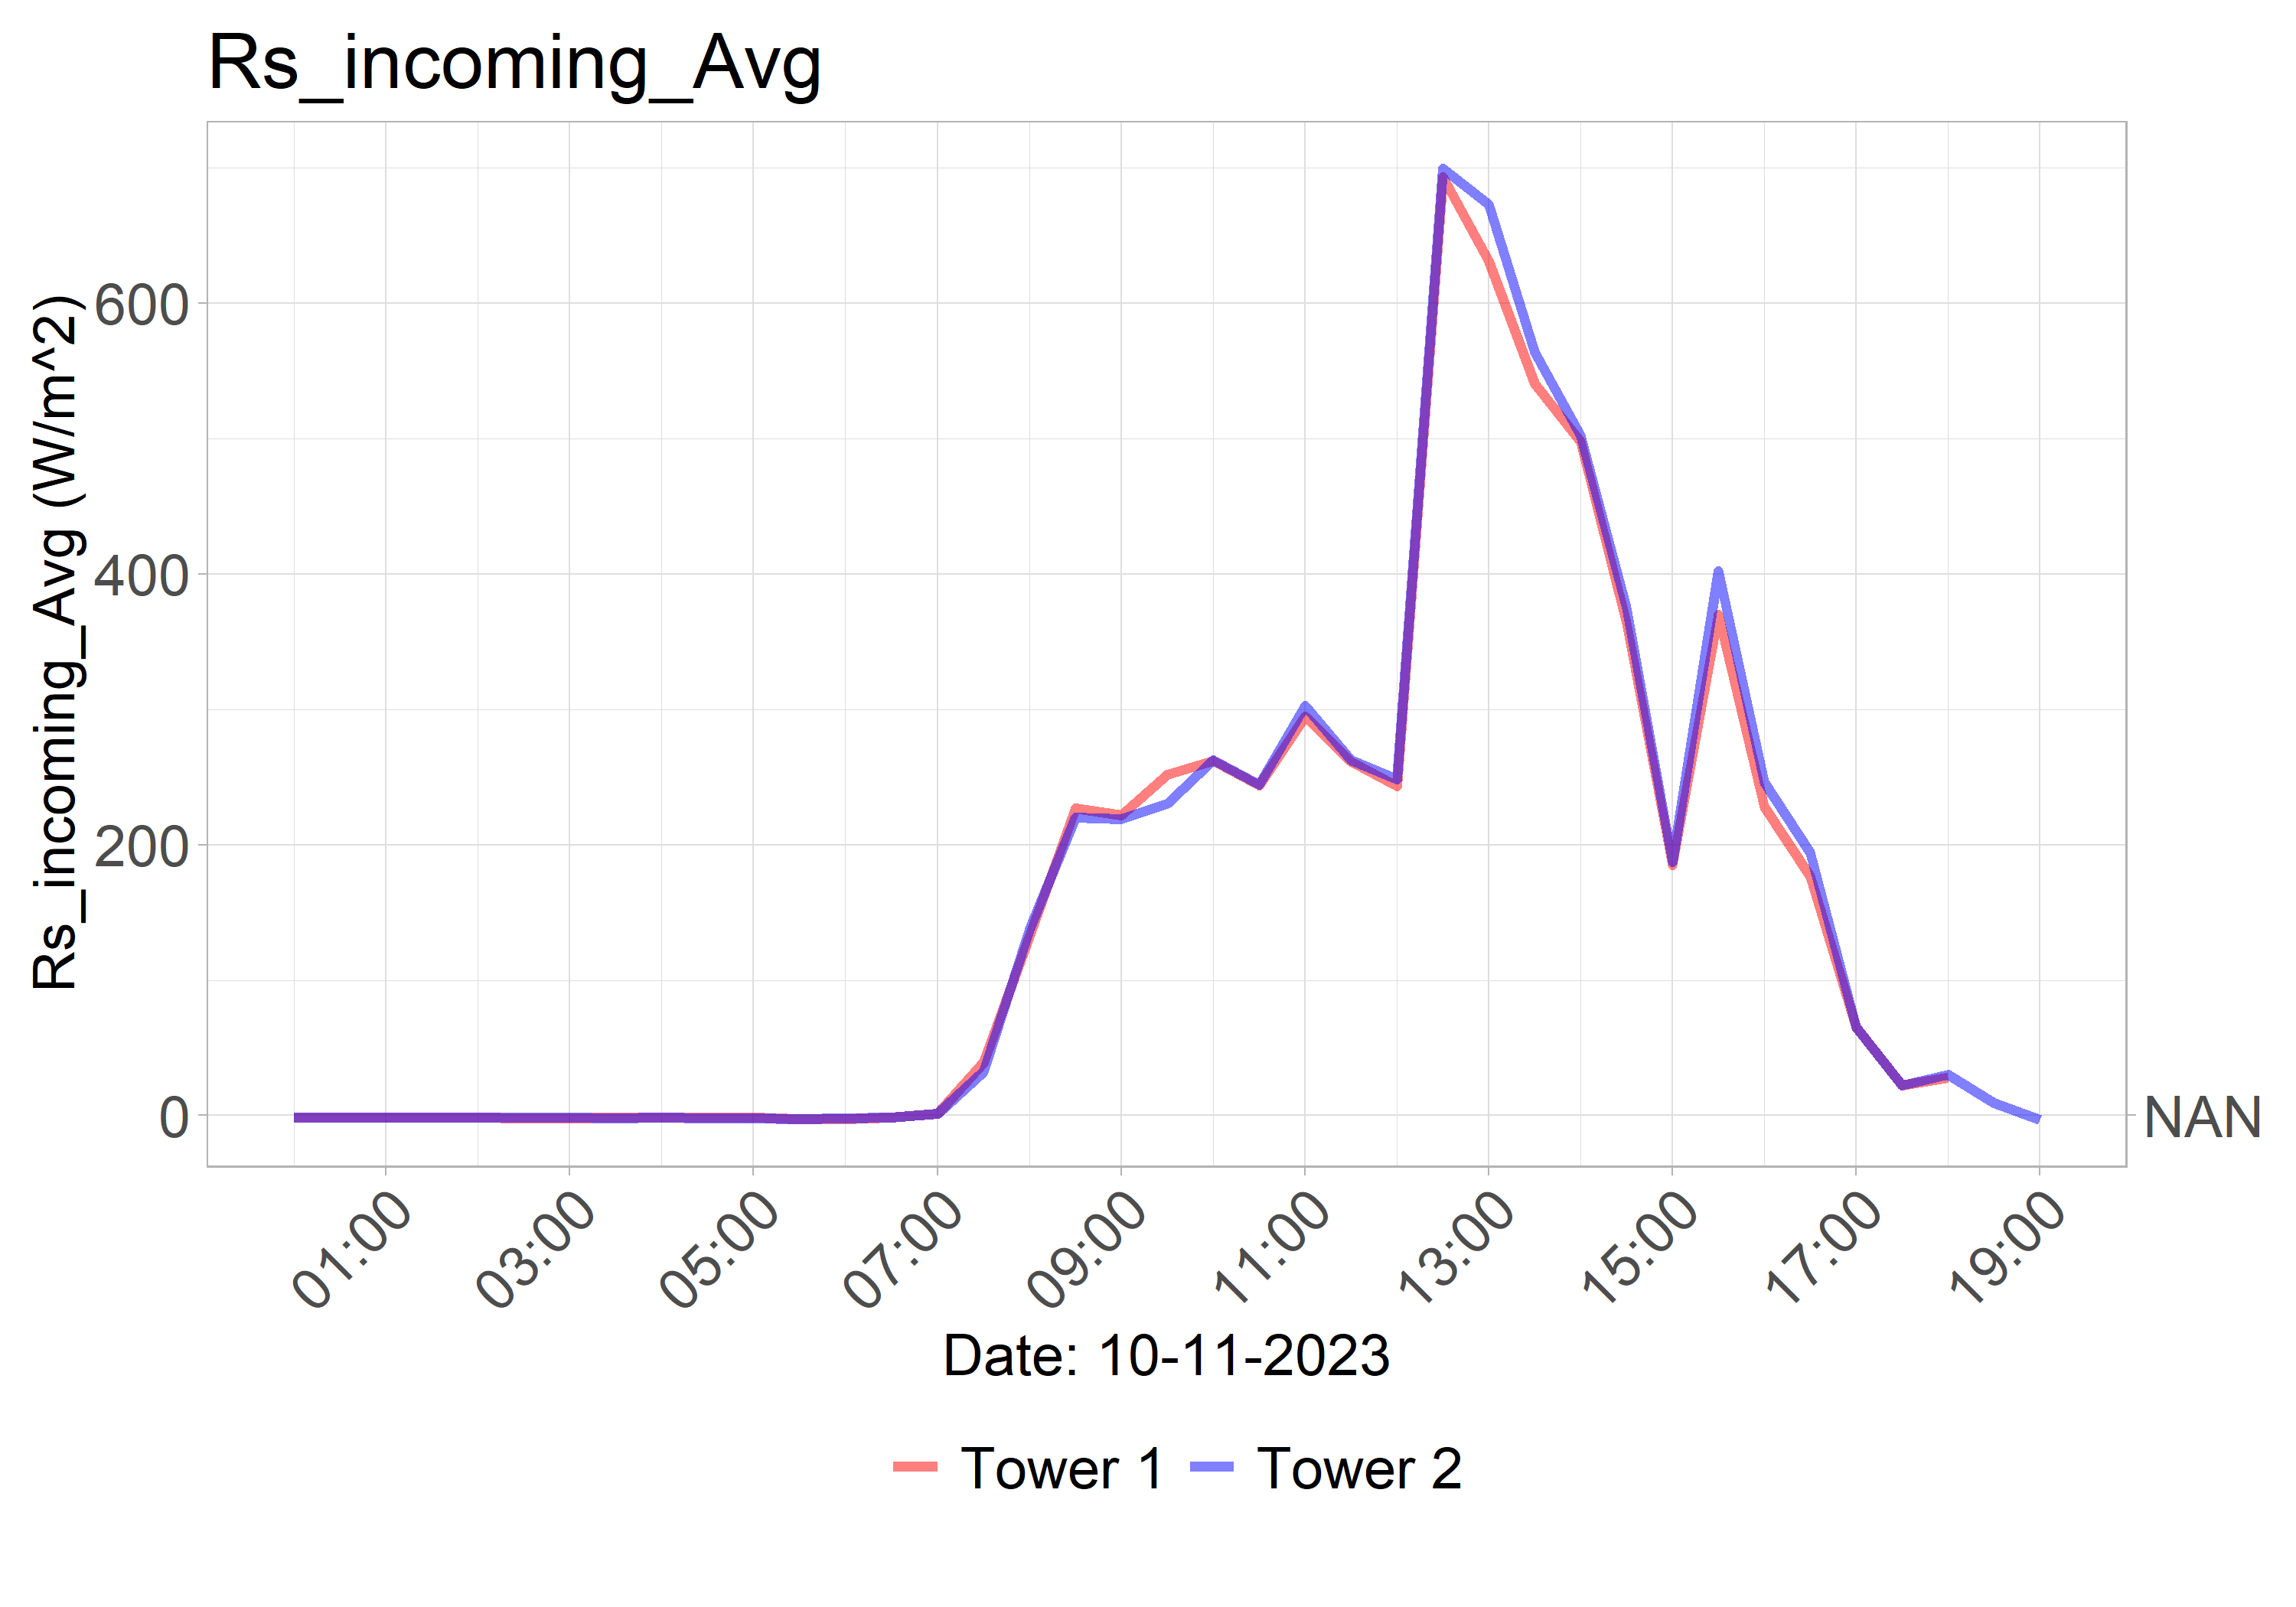 Rs_incoming_Avg
Rs_incoming_Avg (W/m^2)
600
400
200
0
NAN
01:00
03:00
05:00
07:00
09:00
11:00
13:00
15:00
17:00
19:00
Date: 10-11-2023
Tower 1
Tower 2